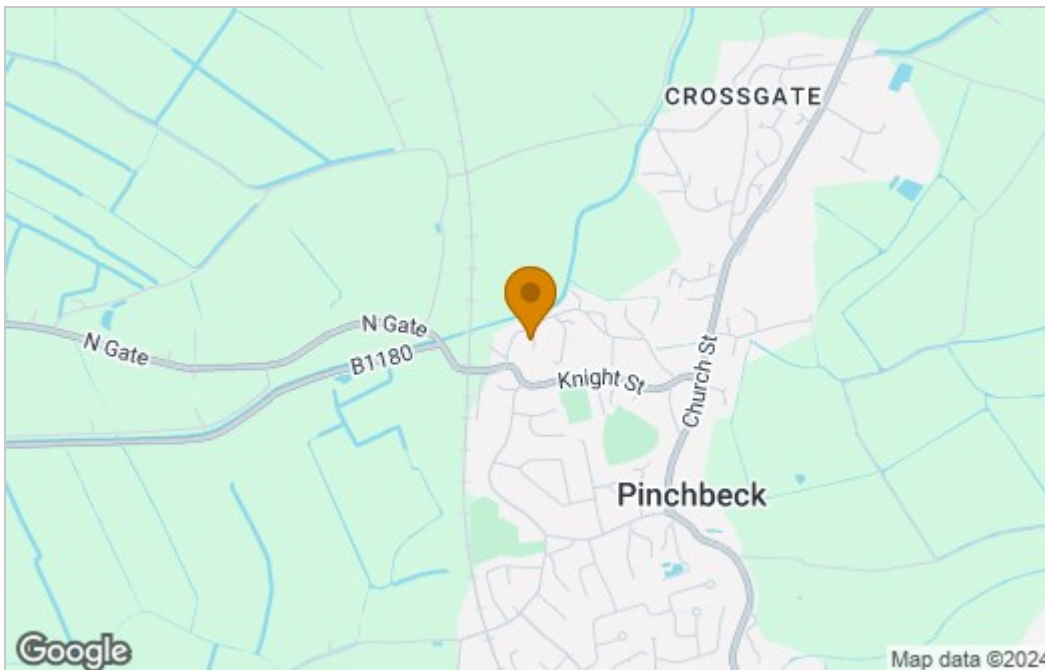 CROSSGATE
N Gate
N Gate
B1180
Knight St
Church St
Pinchbeck
Google
Map data ©2024